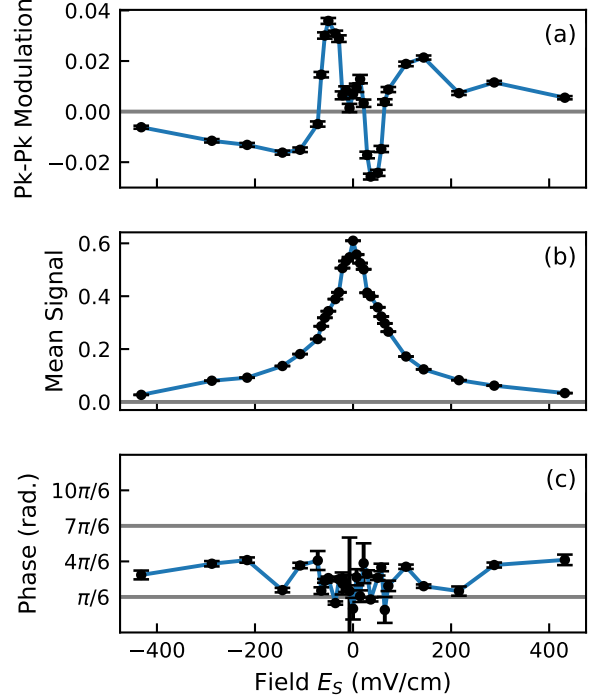 Pk-Pk Modulation
0.04
0.02
0.00
−0.02
(a)
Mean Signal
0.6
0.4
0.2
0.0
(b)
Phase (rad.)
10π/6
7π/6
4π/6
π/6
(c)
−400
−200
0
200
400
Field E_S (mV/cm)